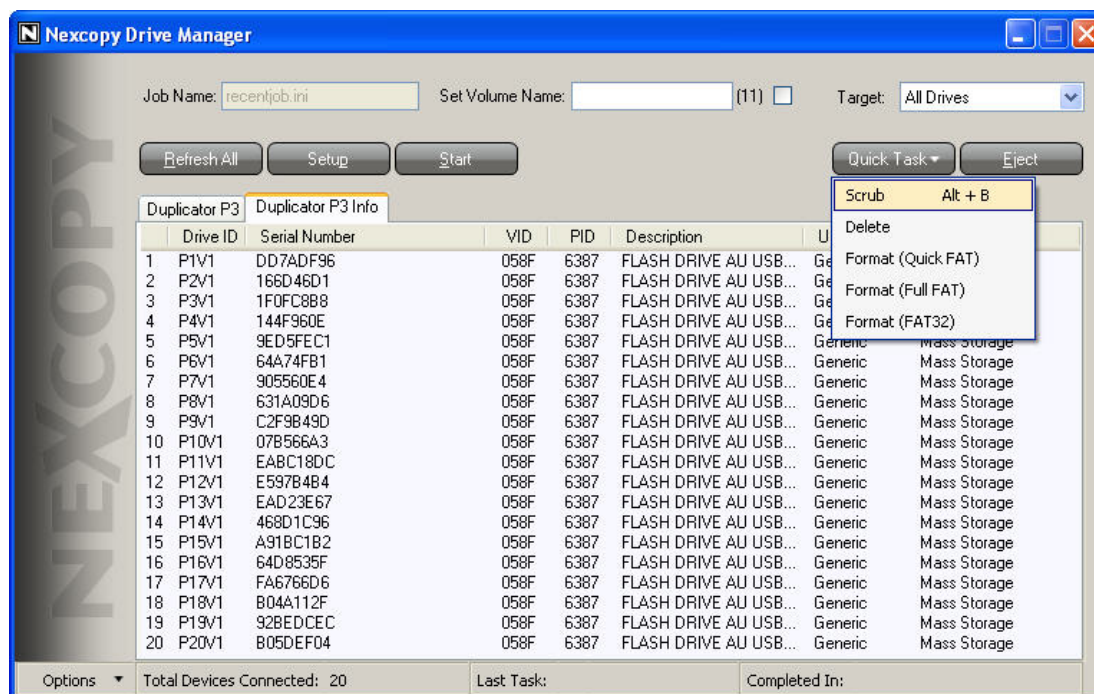 Nexcopy Drive Manager
Job Name: recentjob.ini Set Volume Name: (11) Target: All Drives
Refresh All Setup Start Quick Task Eject
Scrub Alt + B
Delete
Format (Quick FAT)
Format (Full FAT)
Format (FAT32)
Duplicator P3 Duplicator P3 Info
Drive ID Serial Number VID PID Description U
1 P1V1 DD7ADF96 058F 6387 FLASH DRIVE AU USB... Ge
2 P2V1 166D46D1 058F 6387 FLASH DRIVE AU USB... Ge
3 P3V1 1F0FC8B8 058F 6387 FLASH DRIVE AU USB... Ge
4 P4V1 144F960E 058F 6387 FLASH DRIVE AU USB... Ge
5 P5V1 9ED5FEC1 058F 6387 FLASH DRIVE AU USB... Generic Mass Storage
6 P6V1 64A74FB1 058F 6387 FLASH DRIVE AU USB... Generic Mass Storage
7 P7V1 905560E4 058F 6387 FLASH DRIVE AU USB... Generic Mass Storage
8 P8V1 631A09D6 058F 6387 FLASH DRIVE AU USB... Generic Mass Storage
9 P9V1 C2F9B49D 058F 6387 FLASH DRIVE AU USB... Generic Mass Storage
10 P10V1 07B566A3 058F 6387 FLASH DRIVE AU USB... Generic Mass Storage
11 P11V1 EABC18DC 058F 6387 FLASH DRIVE AU USB... Generic Mass Storage
12 P12V1 E597B4B4 058F 6387 FLASH DRIVE AU USB... Generic Mass Storage
13 P13V1 EAD23E67 058F 6387 FLASH DRIVE AU USB... Generic Mass Storage
14 P14V1 468D1C96 058F 6387 FLASH DRIVE AU USB... Generic Mass Storage
15 P15V1 A91BC1B2 058F 6387 FLASH DRIVE AU USB... Generic Mass Storage
16 P16V1 64D8535F 058F 6387 FLASH DRIVE AU USB... Generic Mass Storage
17 P17V1 FA6766D6 058F 6387 FLASH DRIVE AU USB... Generic Mass Storage
18 P18V1 B04A112F 058F 6387 FLASH DRIVE AU USB... Generic Mass Storage
19 P19V1 92BEDCEC 058F 6387 FLASH DRIVE AU USB... Generic Mass Storage
20 P20V1 B05DEF04 058F 6387 FLASH DRIVE AU USB... Generic Mass Storage
Options Total Devices Connected: 20 Last Task: Completed In:
NEXCOPY